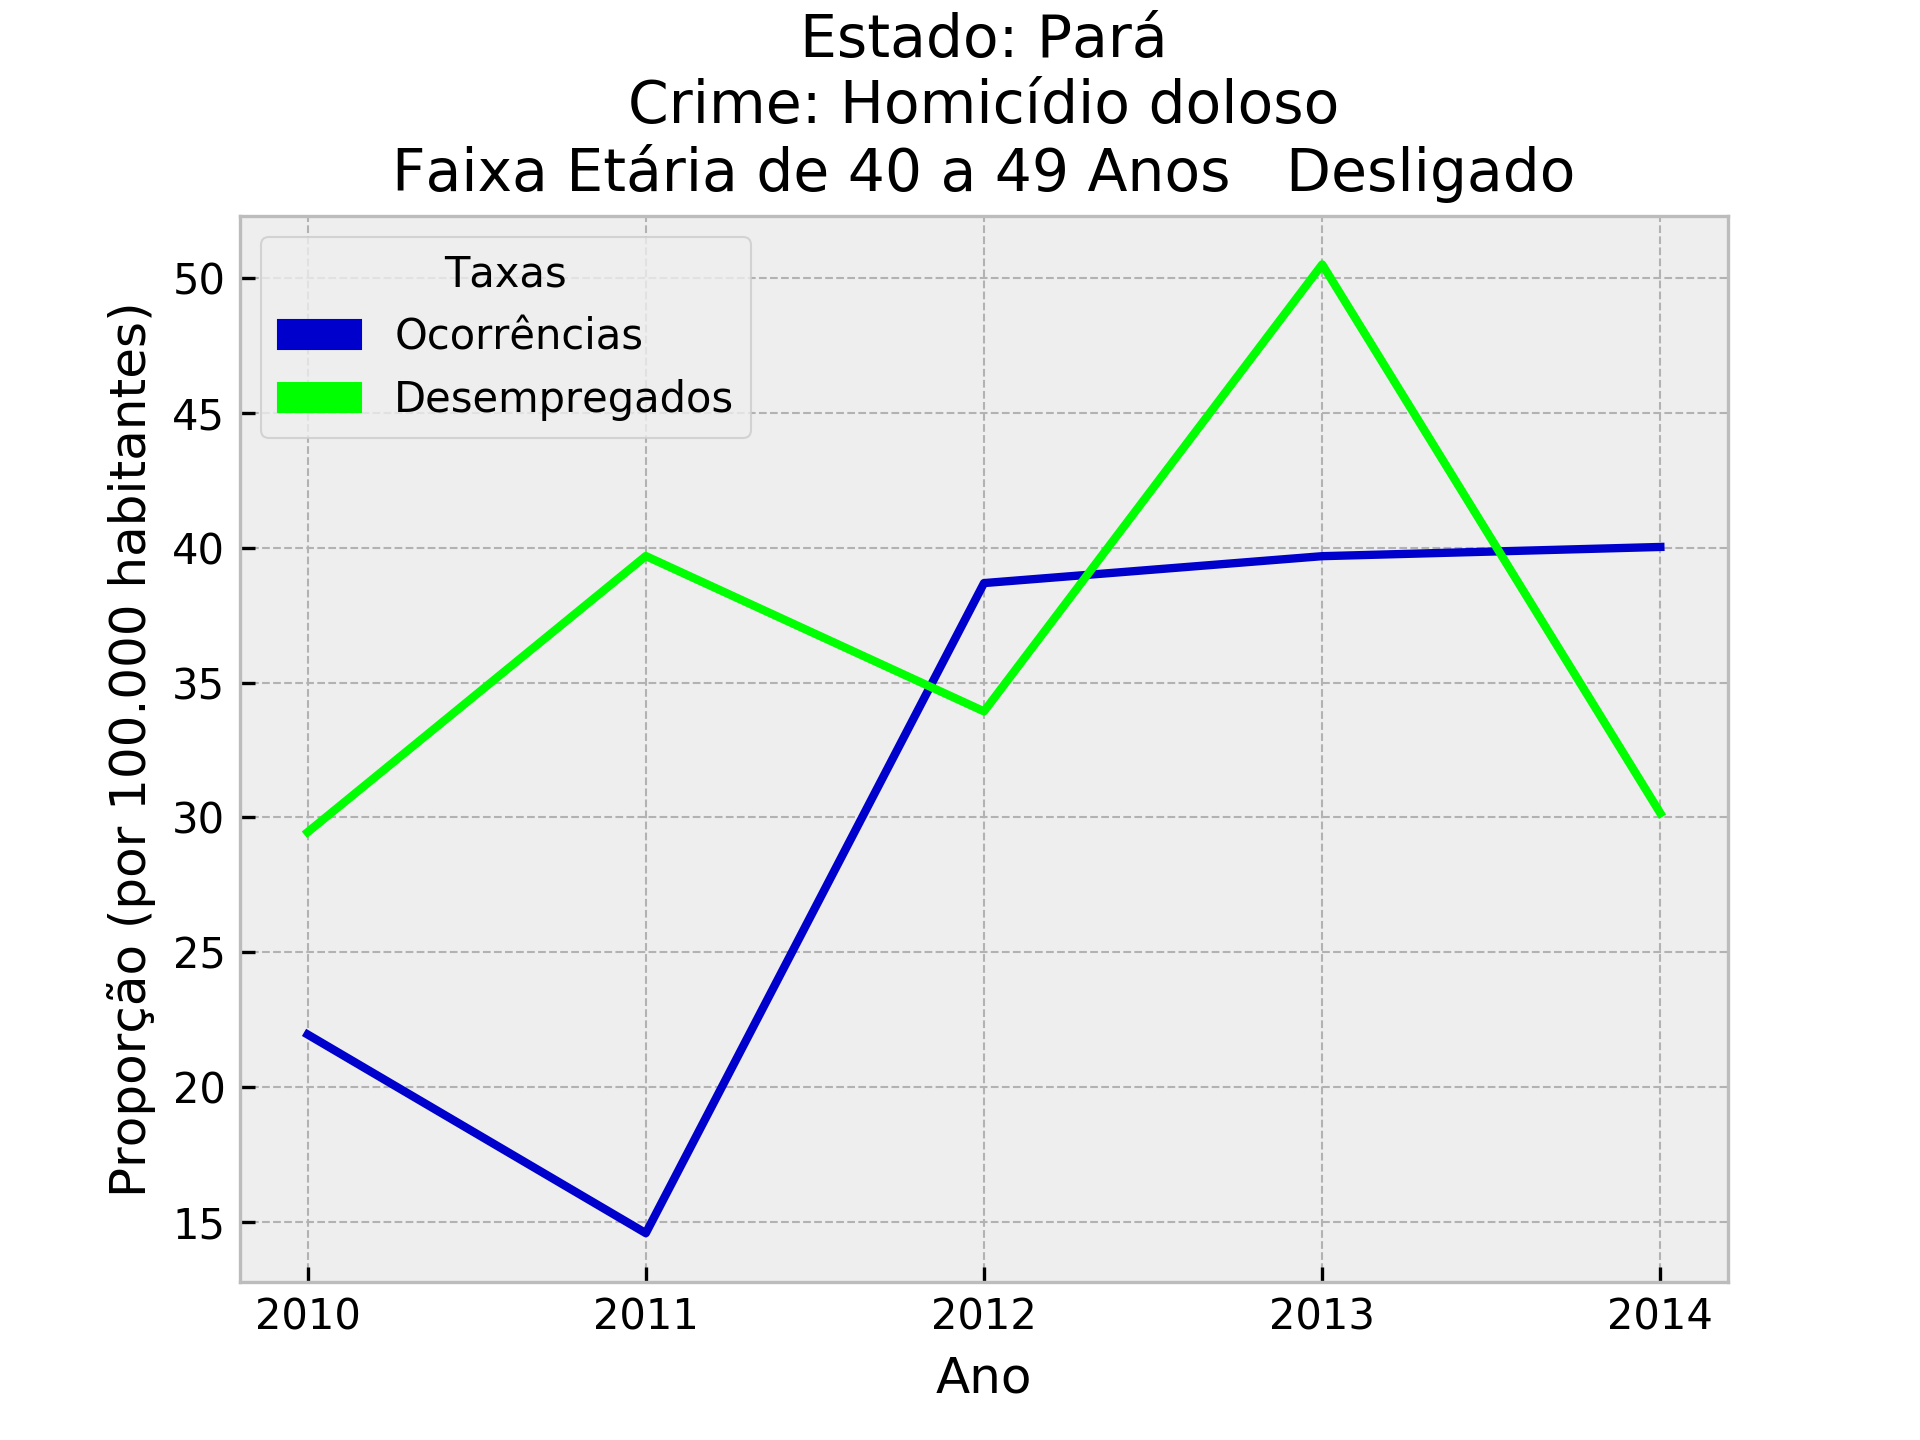 Estado: Pará
Crime: Homicídio doloso
Faixa Etária de 40 a 49 Anos   Desligado
Taxas
Ocorrências
Desempregados
Proporção (por 100.000 habitantes)
50
45
40
35
30
25
20
15
2010 2011 2012 2013 2014
Ano